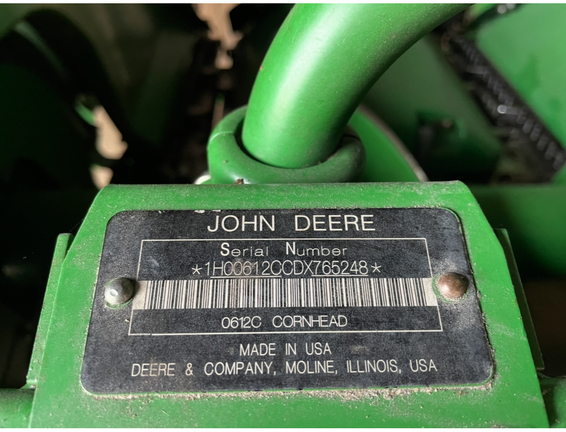 JOHN DEERE
Serial Number
*1H00612CCDX765248*
0612C CORNHEAD
MADE IN USA
DEERE & COMPANY, MOLINE, ILLINOIS, USA